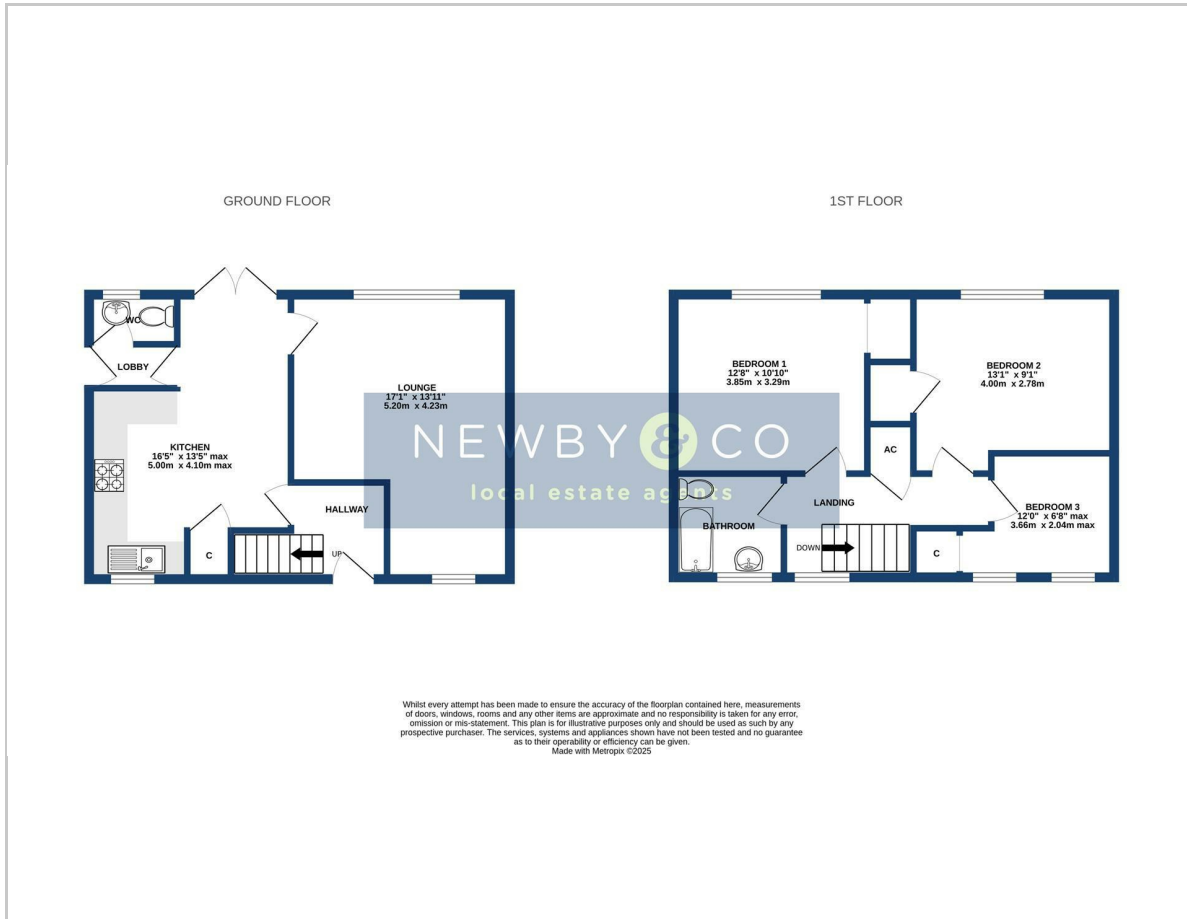 GROUND FLOOR
WC
LOBBY
LOUNGE
17'1" x 13'11"
5.20m x 4.23m
KITCHEN
16'5" x 13'5" max
5.00m x 4.10m max
HALLWAY
C
UP
1ST FLOOR
BEDROOM 1
12'8" x 10'10"
3.85m x 3.29m
BEDROOM 2
13'1" x 9'1"
4.00m x 2.78m
AC
LANDING
BATHROOM
DOWN
BEDROOM 3
12'0" x 6'8" max
3.66m x 2.04m max
C
NEWBY & CO
local estate agents
Whilst every attempt has been made to ensure the accuracy of the floorplan contained here, measurements
of doors, windows, rooms and any other items are approximate and no responsibility is taken for any error,
omission or mis-statement. This plan is for illustrative purposes only and should be used as such by any
prospective purchaser. The services, systems and appliances shown have not been tested and no guarantee
as to their operability or efficiency can be given.
Made with Metropix ©2025